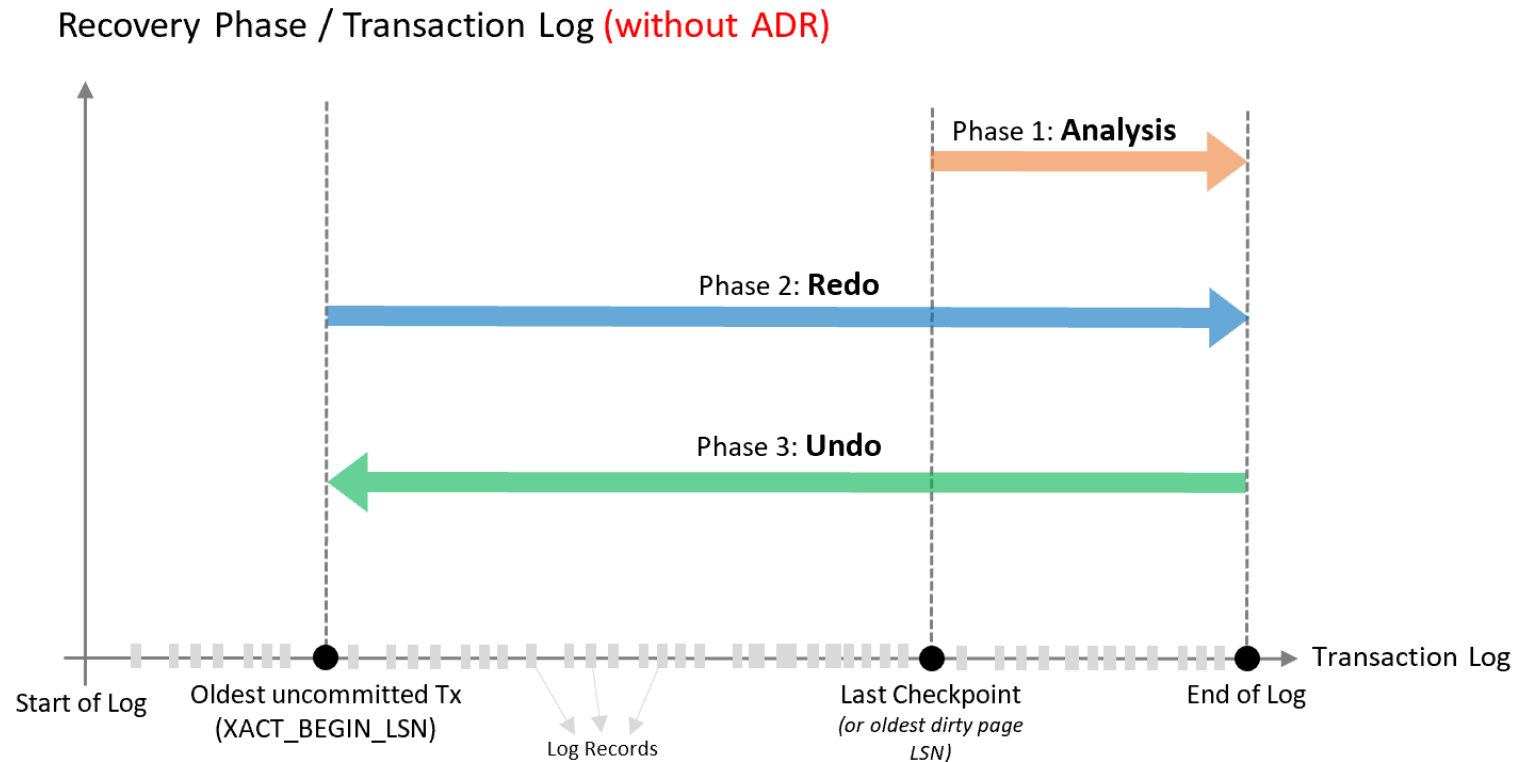 Recovery Phase / Transaction Log (without ADR)
Phase 1: Analysis
Phase 2: Redo
Phase 3: Undo
Transaction Log
Start of Log
Oldest uncommitted Tx
(XACT_BEGIN_LSN)
Log Records
Last Checkpoint
(or oldest dirty page
LSN)
End of Log